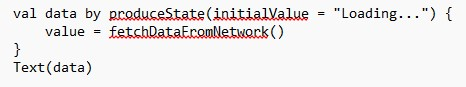 val data by produceState(initialValue = "Loading...") {
    value = fetchDataFromNetwork()
}
Text(data)